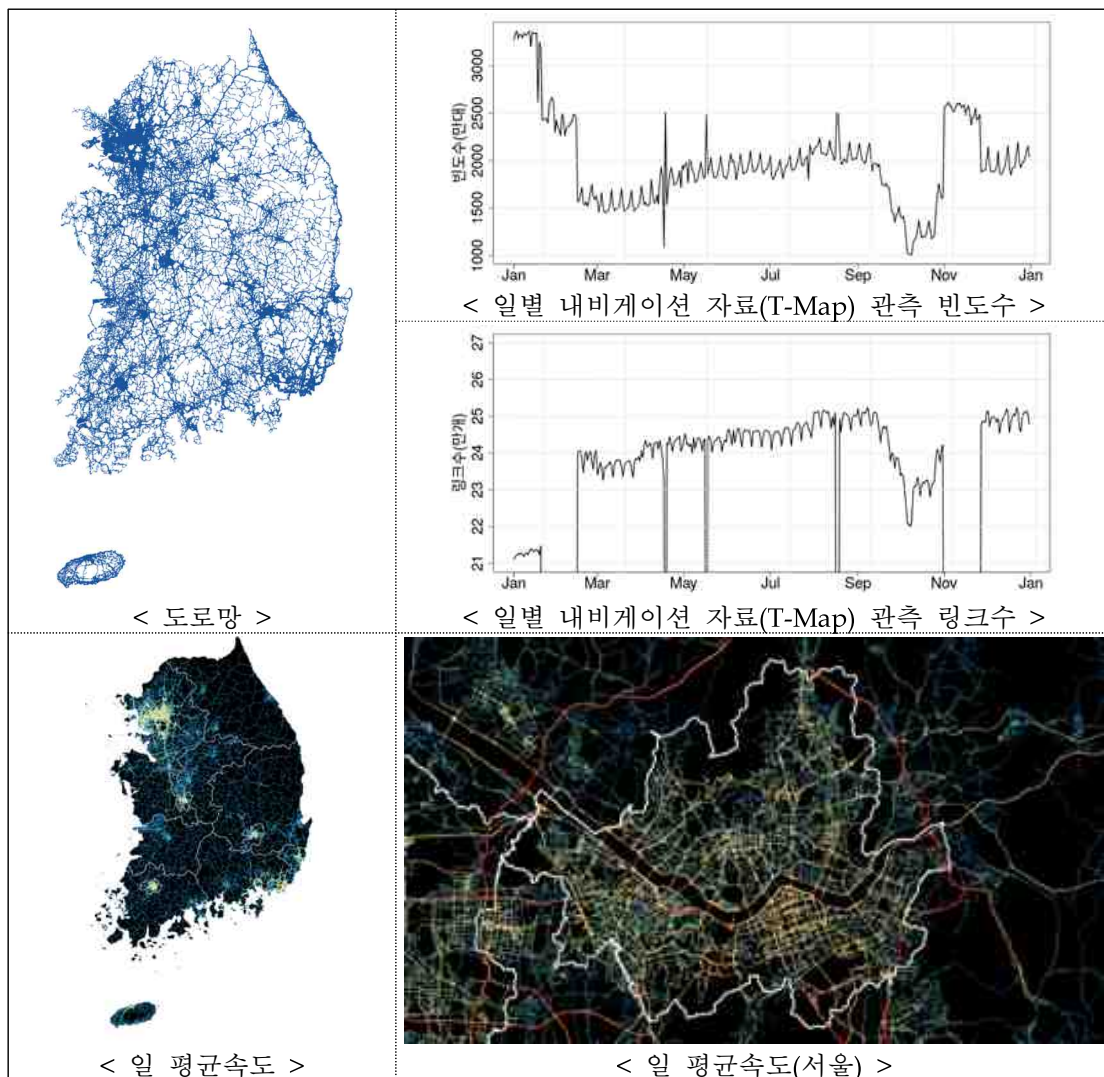 3000
2500
2000
1500
1000
빈도수(만대)
Jan Mar May Jul Sep Nov Jan
< 일별 내비게이션 자료(T-Map) 관측 빈도수 >
27
26
25
24
23
22
21
링크수(만개)
Jan Mar May Jul Sep Nov Jan
< 도로망 >
< 일별 내비게이션 자료(T-Map) 관측 링크수 >
< 일 평균속도 >
< 일 평균속도(서울) >